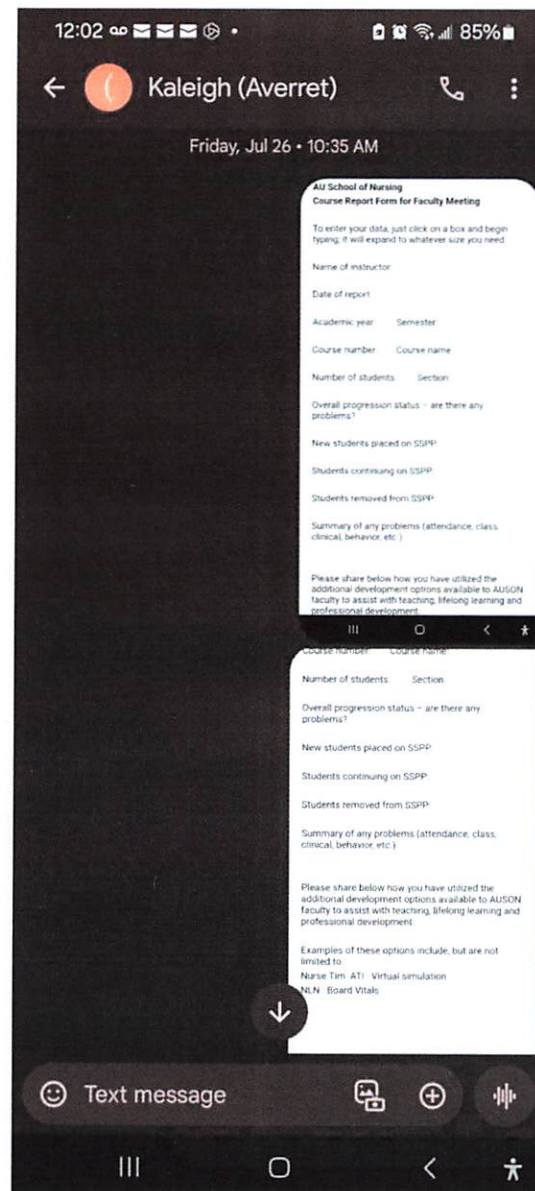 12:02
85%
Kaleigh (Averret)
Friday, Jul 26 • 10:35 AM
AU School of Nursing
Course Report Form for Faculty Meeting
To enter your data, just click on a box and begin
typing; it will expand to whatever size you need
Name of instructor
Date of report
Academic year Semester
Course number Course name
Number of students Section
Overall progression status - are there any
problems?
New students placed on SSPP
Students continuing on SSPP
Students removed from SSPP
Summary of any problems (attendance, class,
clinical, behavior, etc.)
Please share below how you have utilized the
additional development options available to AUSON
faculty to assist with teaching, lifelong learning and
professional development
Course number: Course name:
Number of students Section
Overall progression status - are there any
problems?
New students placed on SSPP
Students continuing on SSPP
Students removed from SSPP
Summary of any problems (attendance, class,
clinical, behavior, etc.)
Please share below how you have utilized the
additional development options available to AUSON
faculty to assist with teaching, lifelong learning and
professional development
Examples of these options include, but are not
limited to
Nurse Tim ATI Virtual simulation
NLN Board Vitals
Text message